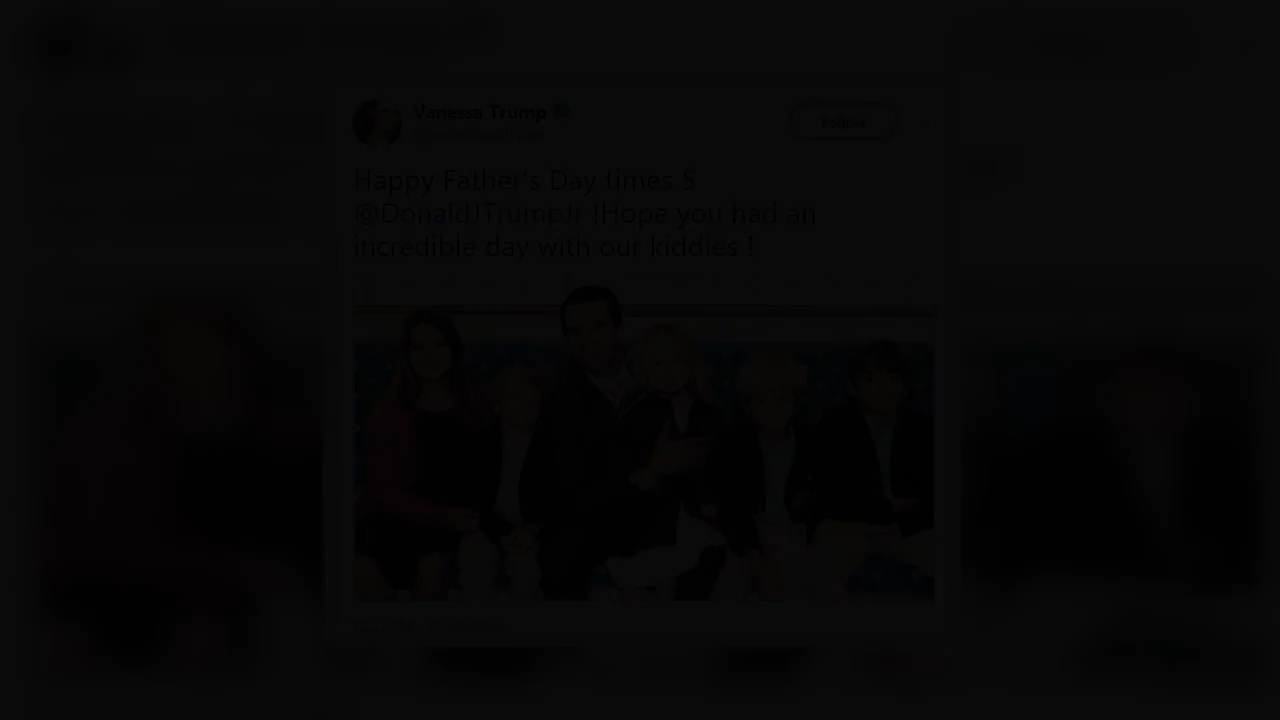 Vanessa Trump
Follow
Happy Father's Day times 5
@DonaldJTrumpJr !Hope you had an
incredible day with our kiddies !